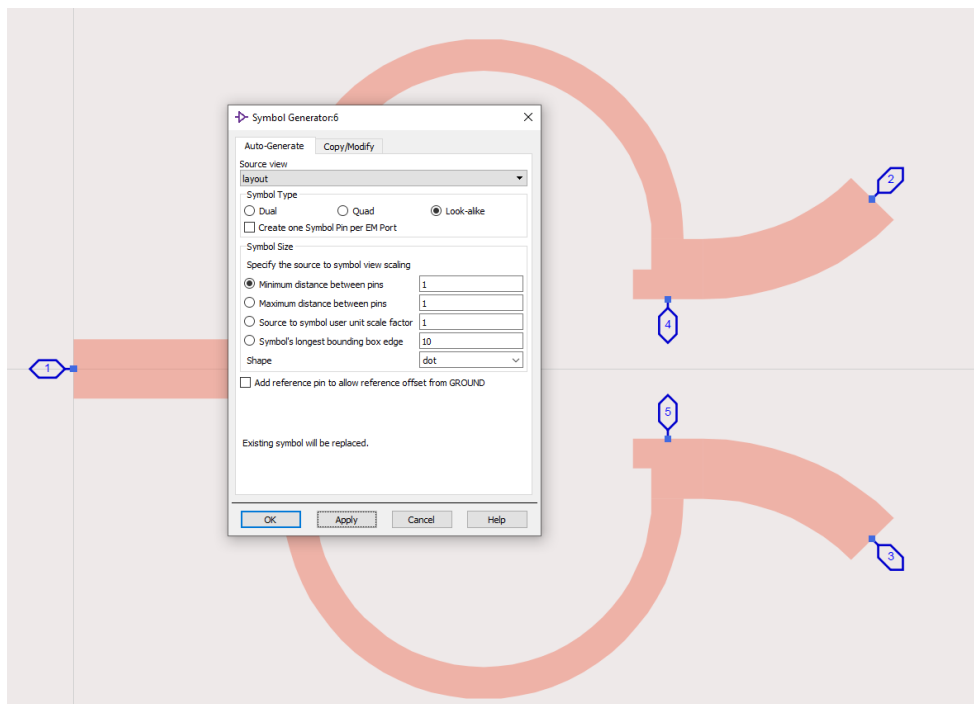 Symbol Generator:6
Auto-Generate Copy/Modify
Source view
layout
Symbol Type
Dual Quad Look-alike
Create one Symbol Pin per EM Port
Symbol Size
Specify the source to symbol view scaling
Minimum distance between pins 1
Maximum distance between pins 1
Source to symbol user unit scale factor 1
Symbol's longest bounding box edge 10
Shape dot
Add reference pin to allow reference offset from GROUND
Existing symbol will be replaced.
OK Apply Cancel Help
2
4
1
5
3